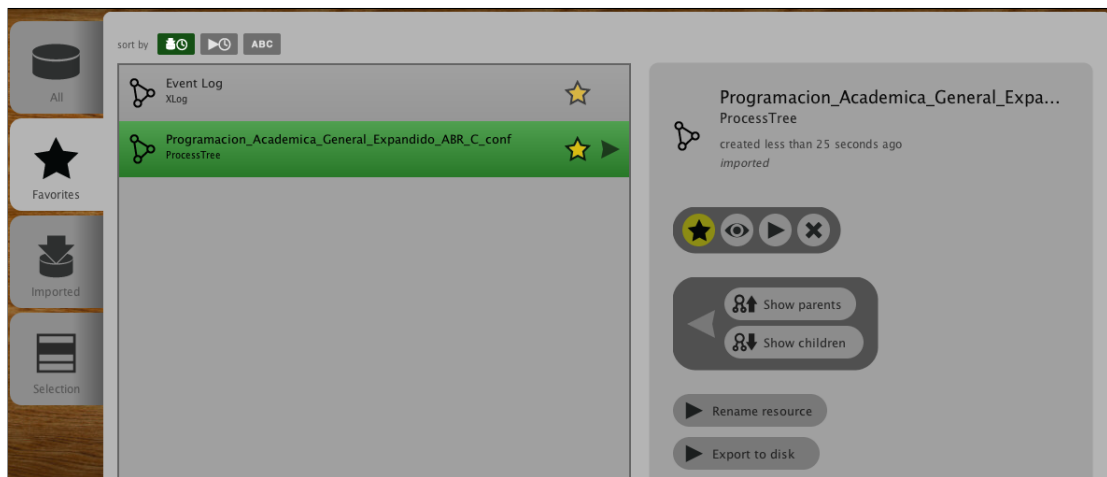 All
Favorites
Imported
Selection
sort by ABC
Event Log
XLog
Programacion_Academica_General_Expandido_ABR_C_conf
ProcessTree
Programacion_Academica_General_Expa...
ProcessTree
created less than 25 seconds ago
imported
Show parents
Show children
Rename resource
Export to disk